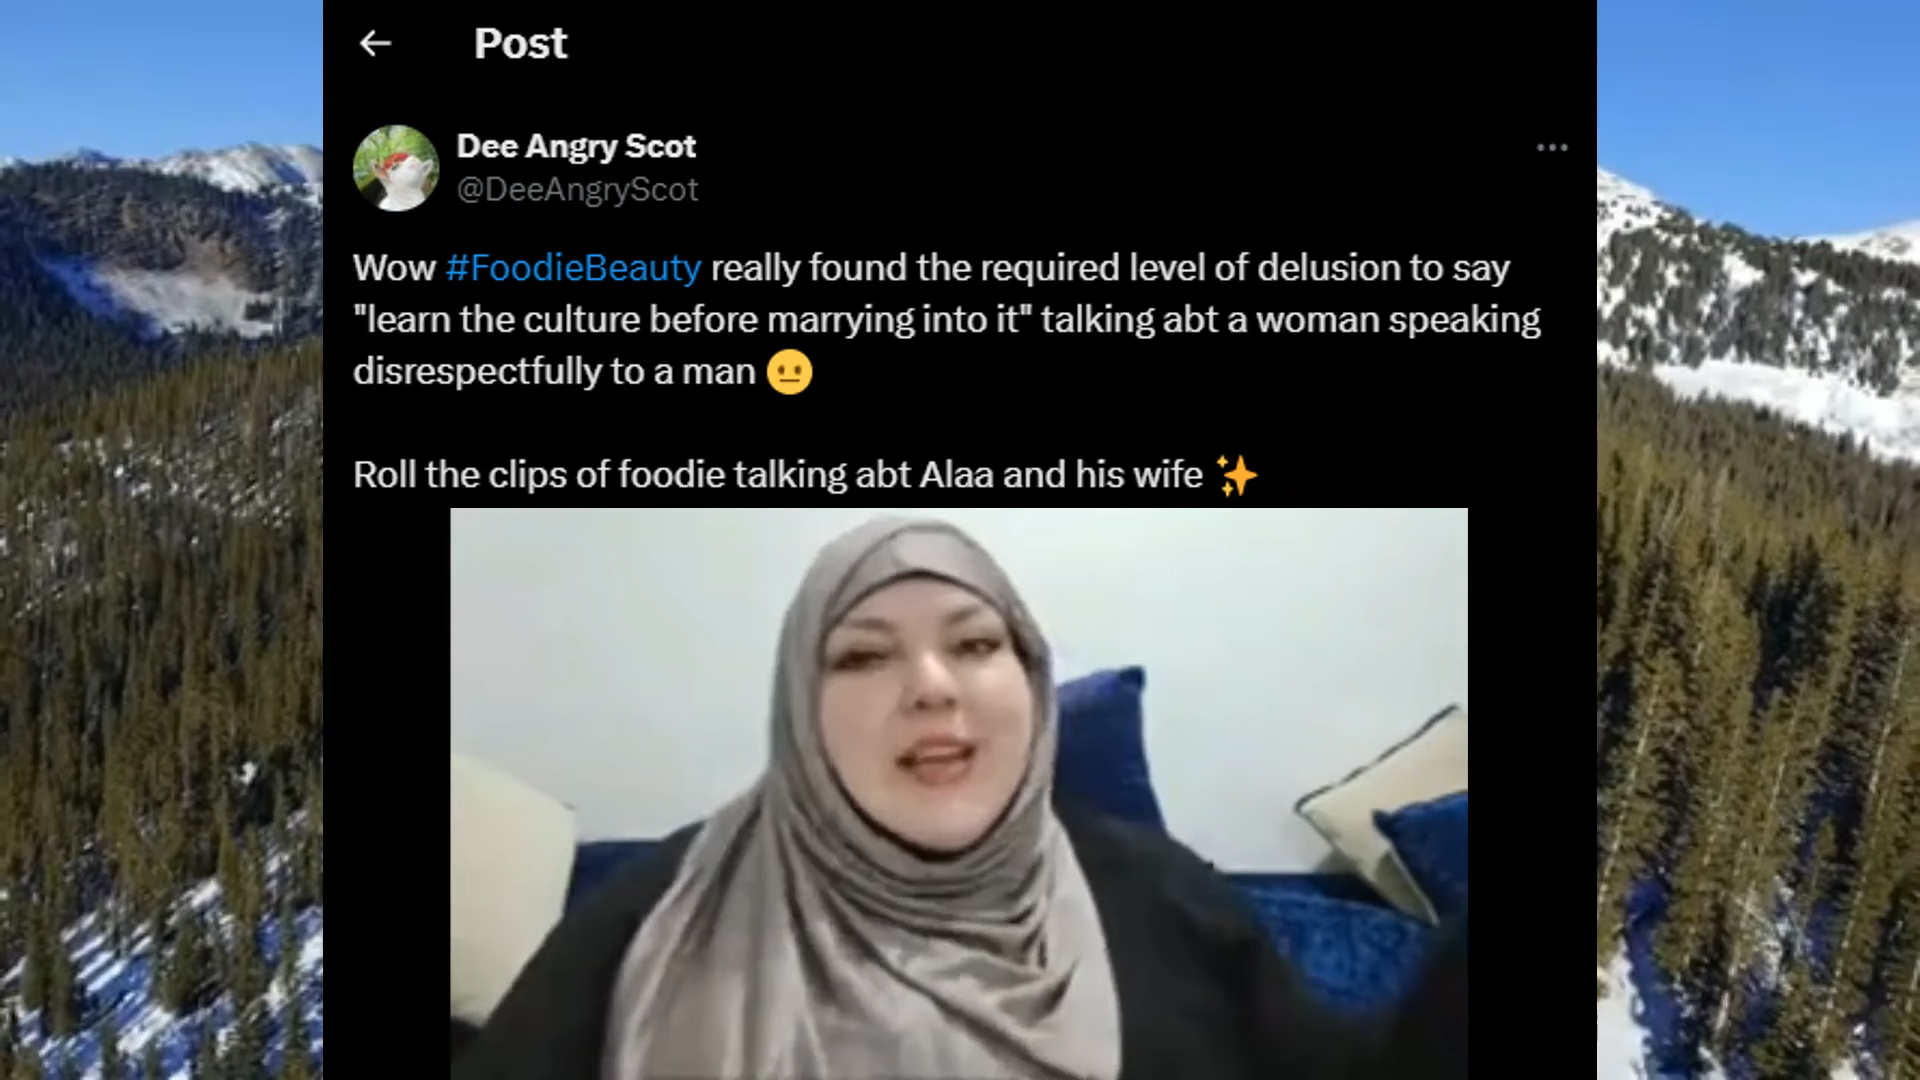 Post
Dee Angry Scot
@DeeAngryScot
Wow #FoodieBeauty really found the required level of delusion to say
"learn the culture before marrying into it" talking abt a woman speaking
disrespectfully to a man 😐
Roll the clips of foodie talking abt Alaa and his wife ✨